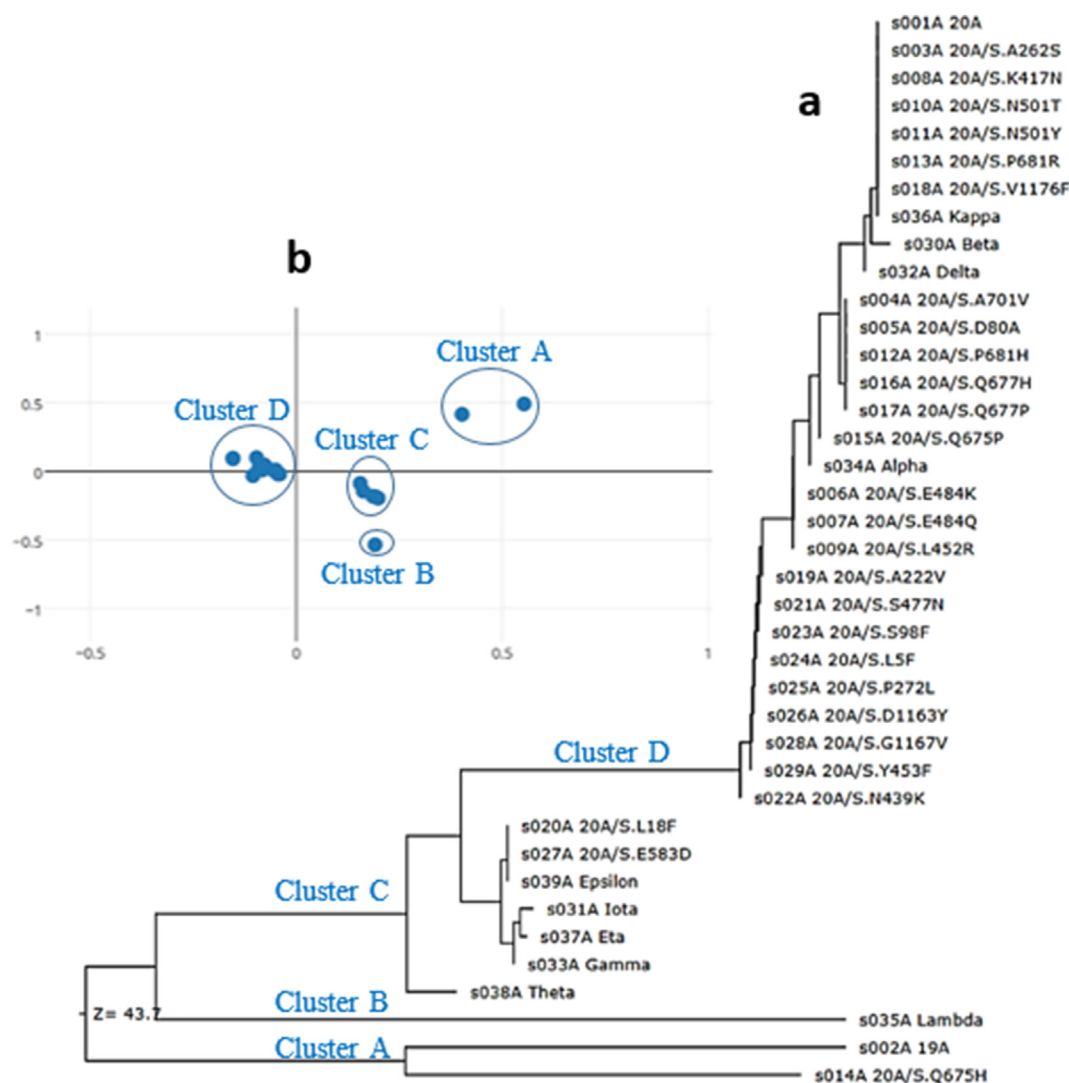 s001A 20A
s003A 20A/S.A262S
s008A 20A/S.K417N
a
s010A 20A/S.N501T
s011A 20A/S.N501Y
s013A 20A/S.P681R
s018A 20A/S.V1176F
s036A Kappa
b
s030A Beta
s032A Delta
s004A 20A/S.A701V
s005A 20A/S.D80A
s012A 20A/S.P681H
s016A 20A/S.Q677H
s017A 20A/S.Q677P
s015A 20A/S.Q675P
s034A Alpha
s006A 20A/S.E484K
s007A 20A/S.E484Q
s009A 20A/S.L452R
s019A 20A/S.A222V
s021A 20A/S.S477N
s023A 20A/S.S98F
s024A 20A/S.L5F
s025A 20A/S.P272L
s026A 20A/S.D1163Y
s028A 20A/S.G1167V
s029A 20A/S.Y453F
s022A 20A/S.N439K
1
0.5
0
−0.5
−1
−0.5
0
0.5
1
Cluster A
Cluster D
Cluster C
Cluster B
Cluster D
s020A 20A/S.L18F
s027A 20A/S.E583D
s039A Epsilon
Cluster C
s031A Iota
s037A Eta
s033A Gamma
s038A Theta
Cluster B
Z= 43.7
s035A Lambda
Cluster A
s002A 19A
s014A 20A/S.Q675H